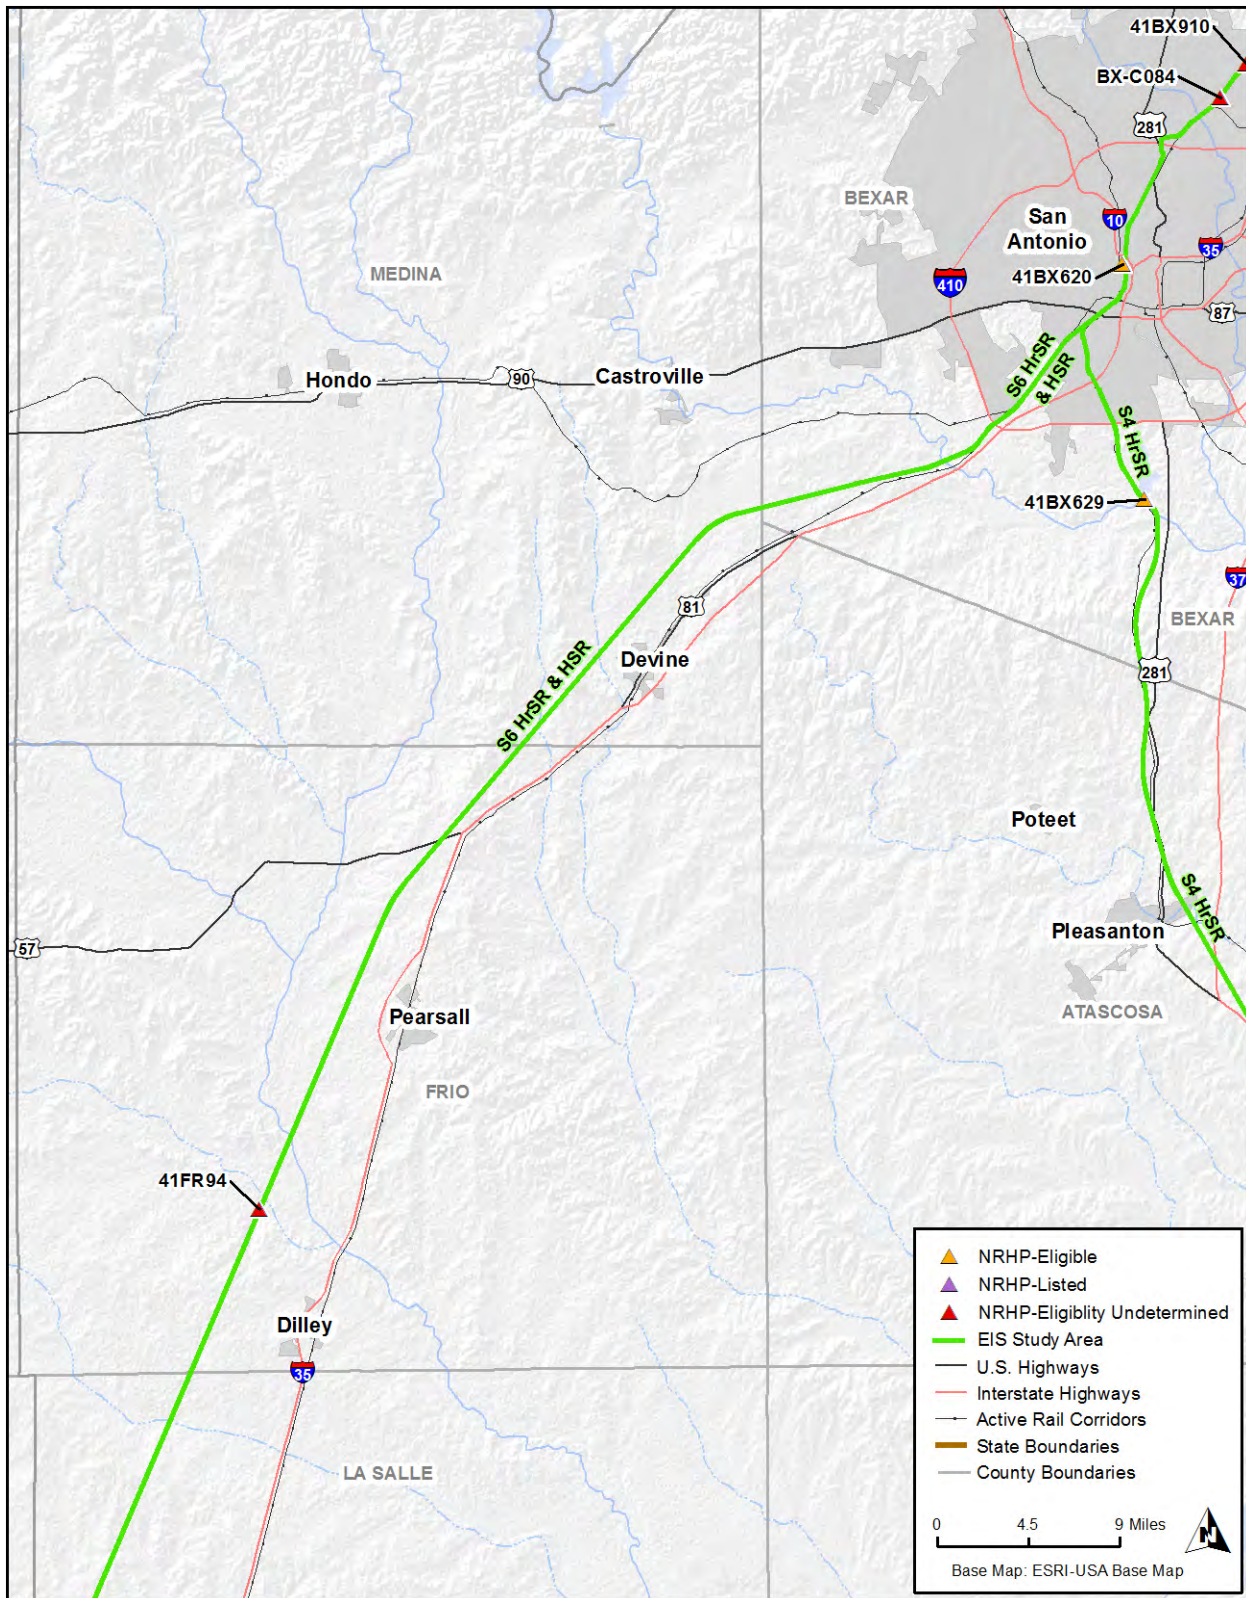 41BX910
BX-C084
281
BEXAR
San
Antonio
10
35
MEDINA
41BX620
410
87
S6 HrSR
& HSR
Hondo
90
Castroville
S4 HrSR
41BX629
37
81
BEXAR
Devine
281
S6 HrSR & HSR
Poteet
S4 HrSR
57
Pleasanton
ATASCOSA
Pearsall
FRIO
41FR94
Dilley
35
LA SALLE
NRHP-Eligible
NRHP-Listed
NRHP-Eligiblity Undetermined
EIS Study Area
U.S. Highways
Interstate Highways
Active Rail Corridors
State Boundaries
County Boundaries
0 4.5 9 Miles
N
Base Map: ESRI-USA Base Map